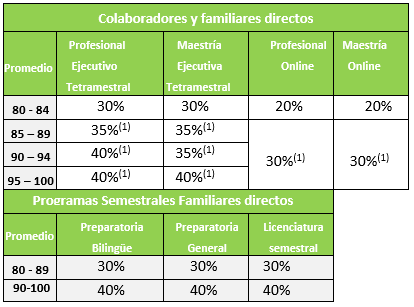 Colaboradores y familiares directos
Promedio Profesional Ejecutivo Tetramestral Maestría Ejecutiva Tetramestral Profesional Online Maestría Online
80 - 84 30% 30% 20% 20%
85 – 89 35%(1) 35%(1)
90 – 94 40%(1) 35%(1) 30%(1) 30%(1)
95 – 100 40%(1) 40%(1)
Programas Semestrales Familiares directos
Promedio Preparatoria Bilingüe Preparatoria General Licenciatura semestral
80 - 89 30% 30% 30%
90-100 40% 40% 40%